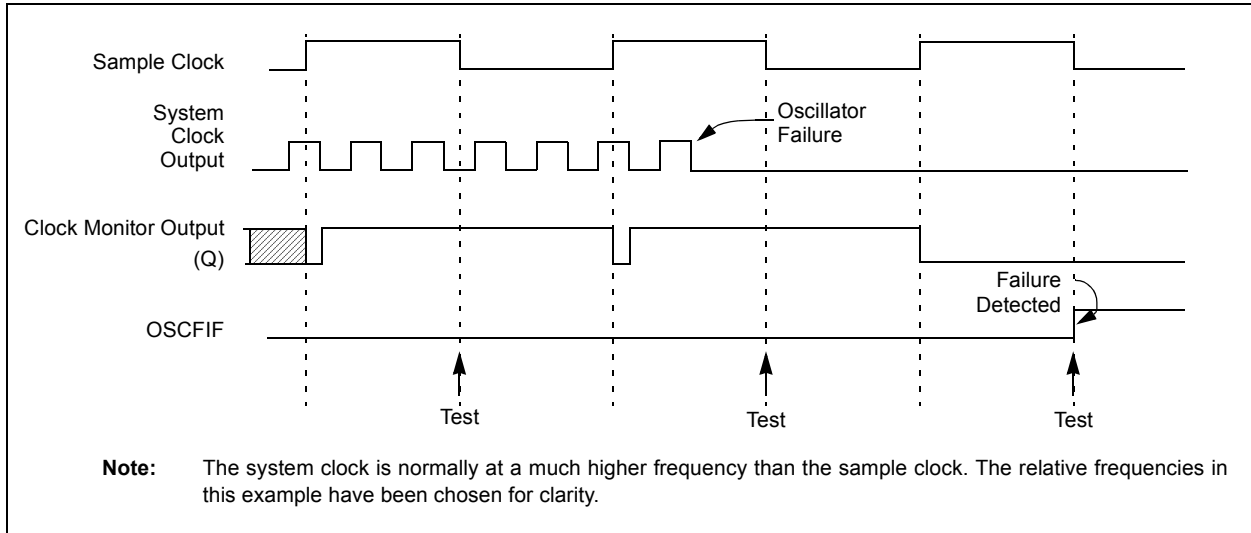 Sample Clock
System
Clock
Output
Oscillator
Failure
Clock Monitor Output
(Q)
Failure
Detected
OSCFIF
Test
Test
Test
Note: The system clock is normally at a much higher frequency than the sample clock. The relative frequencies in
this example have been chosen for clarity.